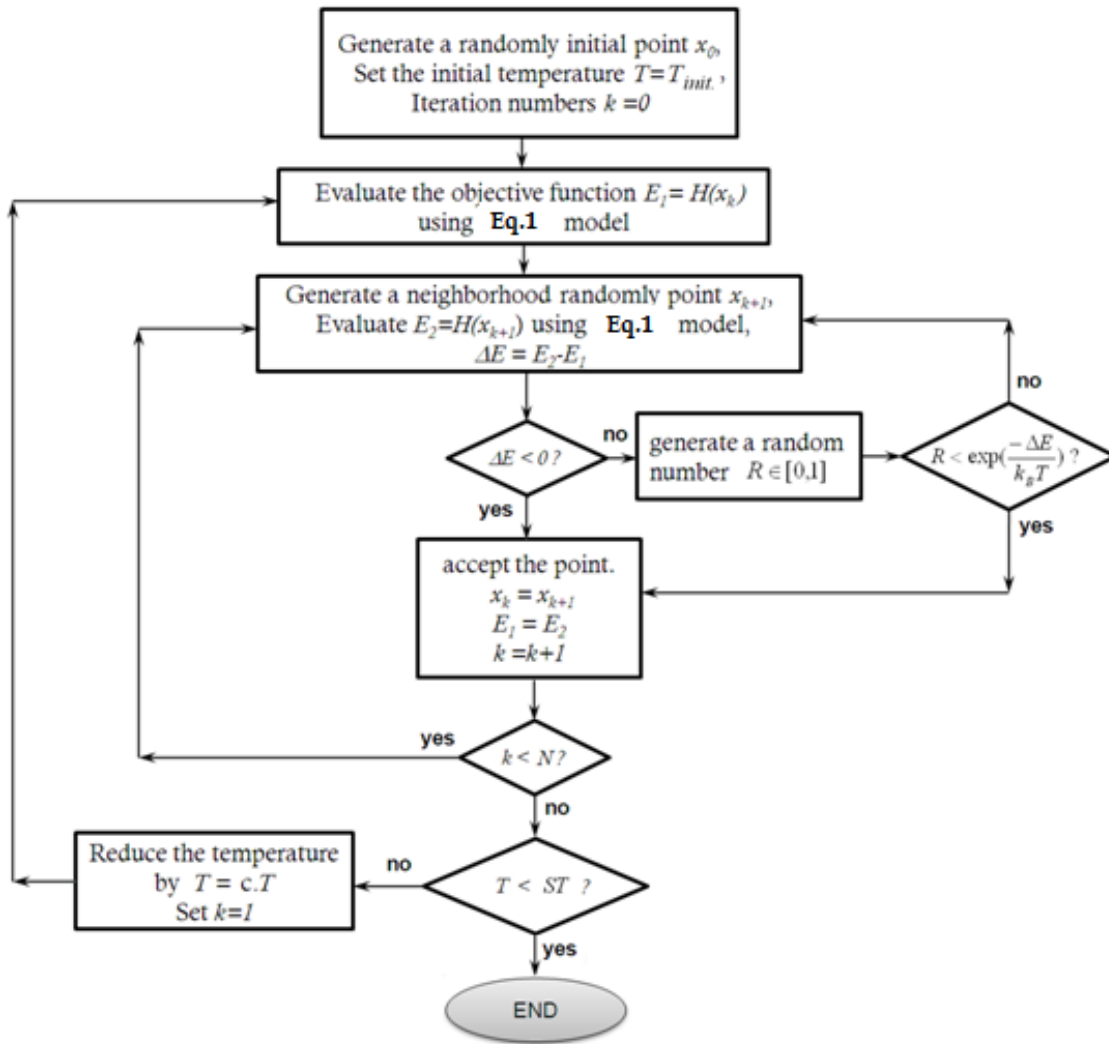 Generate a randomly initial point x₀,
Set the initial temperature T=T_init.,
Iteration numbers k =0
Evaluate the objective function E₁= H(xₖ)
using Eq.1 model
Generate a neighborhood randomly point xₖ₊₁,
Evaluate E₂=H(xₖ₊₁) using Eq.1 model,
ΔE = E₂-E₁
no
ΔE < 0 ?
no
generate a random
number R ∈[0,1]
R < exp(-ΔE/k_B T) ?
yes
yes
accept the point.
xₖ = xₖ₊₁
E₁ = E₂
k =k+1
yes
k < N ?
no
Reduce the temperature
by T = c.T
Set k=1
no
T < ST ?
yes
END